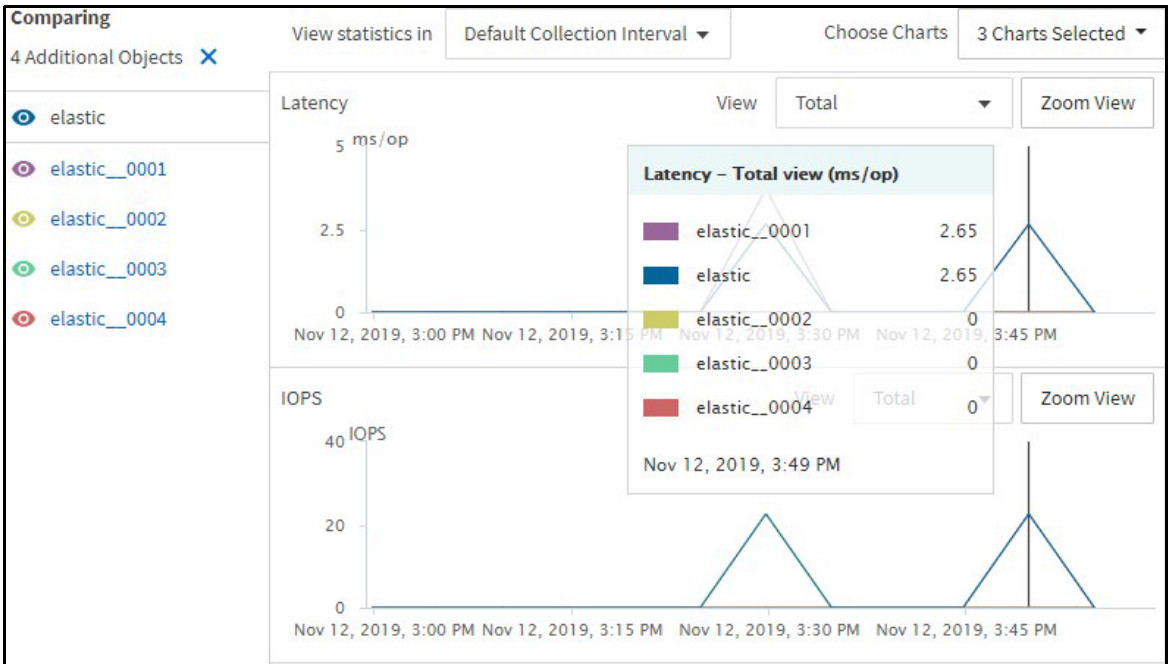 Comparing
4 Additional Objects
elastic
elastic__0001
elastic__0002
elastic__0003
elastic__0004
View statistics in Default Collection Interval
Choose Charts 3 Charts Selected
Latency
View Total
Zoom View
ms/op
5
2.5
0
Nov 12, 2019, 3:00 PM Nov 12, 2019, 3:15 PM Nov 12, 2019, 3:30 PM Nov 12, 2019, 3:45 PM
Latency – Total view (ms/op)
elastic__0001 2.65
elastic 2.65
elastic__0002 0
elastic__0003 0
elastic__0004 0
Nov 12, 2019, 3:49 PM
IOPS
View Total
Zoom View
IOPS
40
20
0
Nov 12, 2019, 3:00 PM Nov 12, 2019, 3:15 PM Nov 12, 2019, 3:30 PM Nov 12, 2019, 3:45 PM